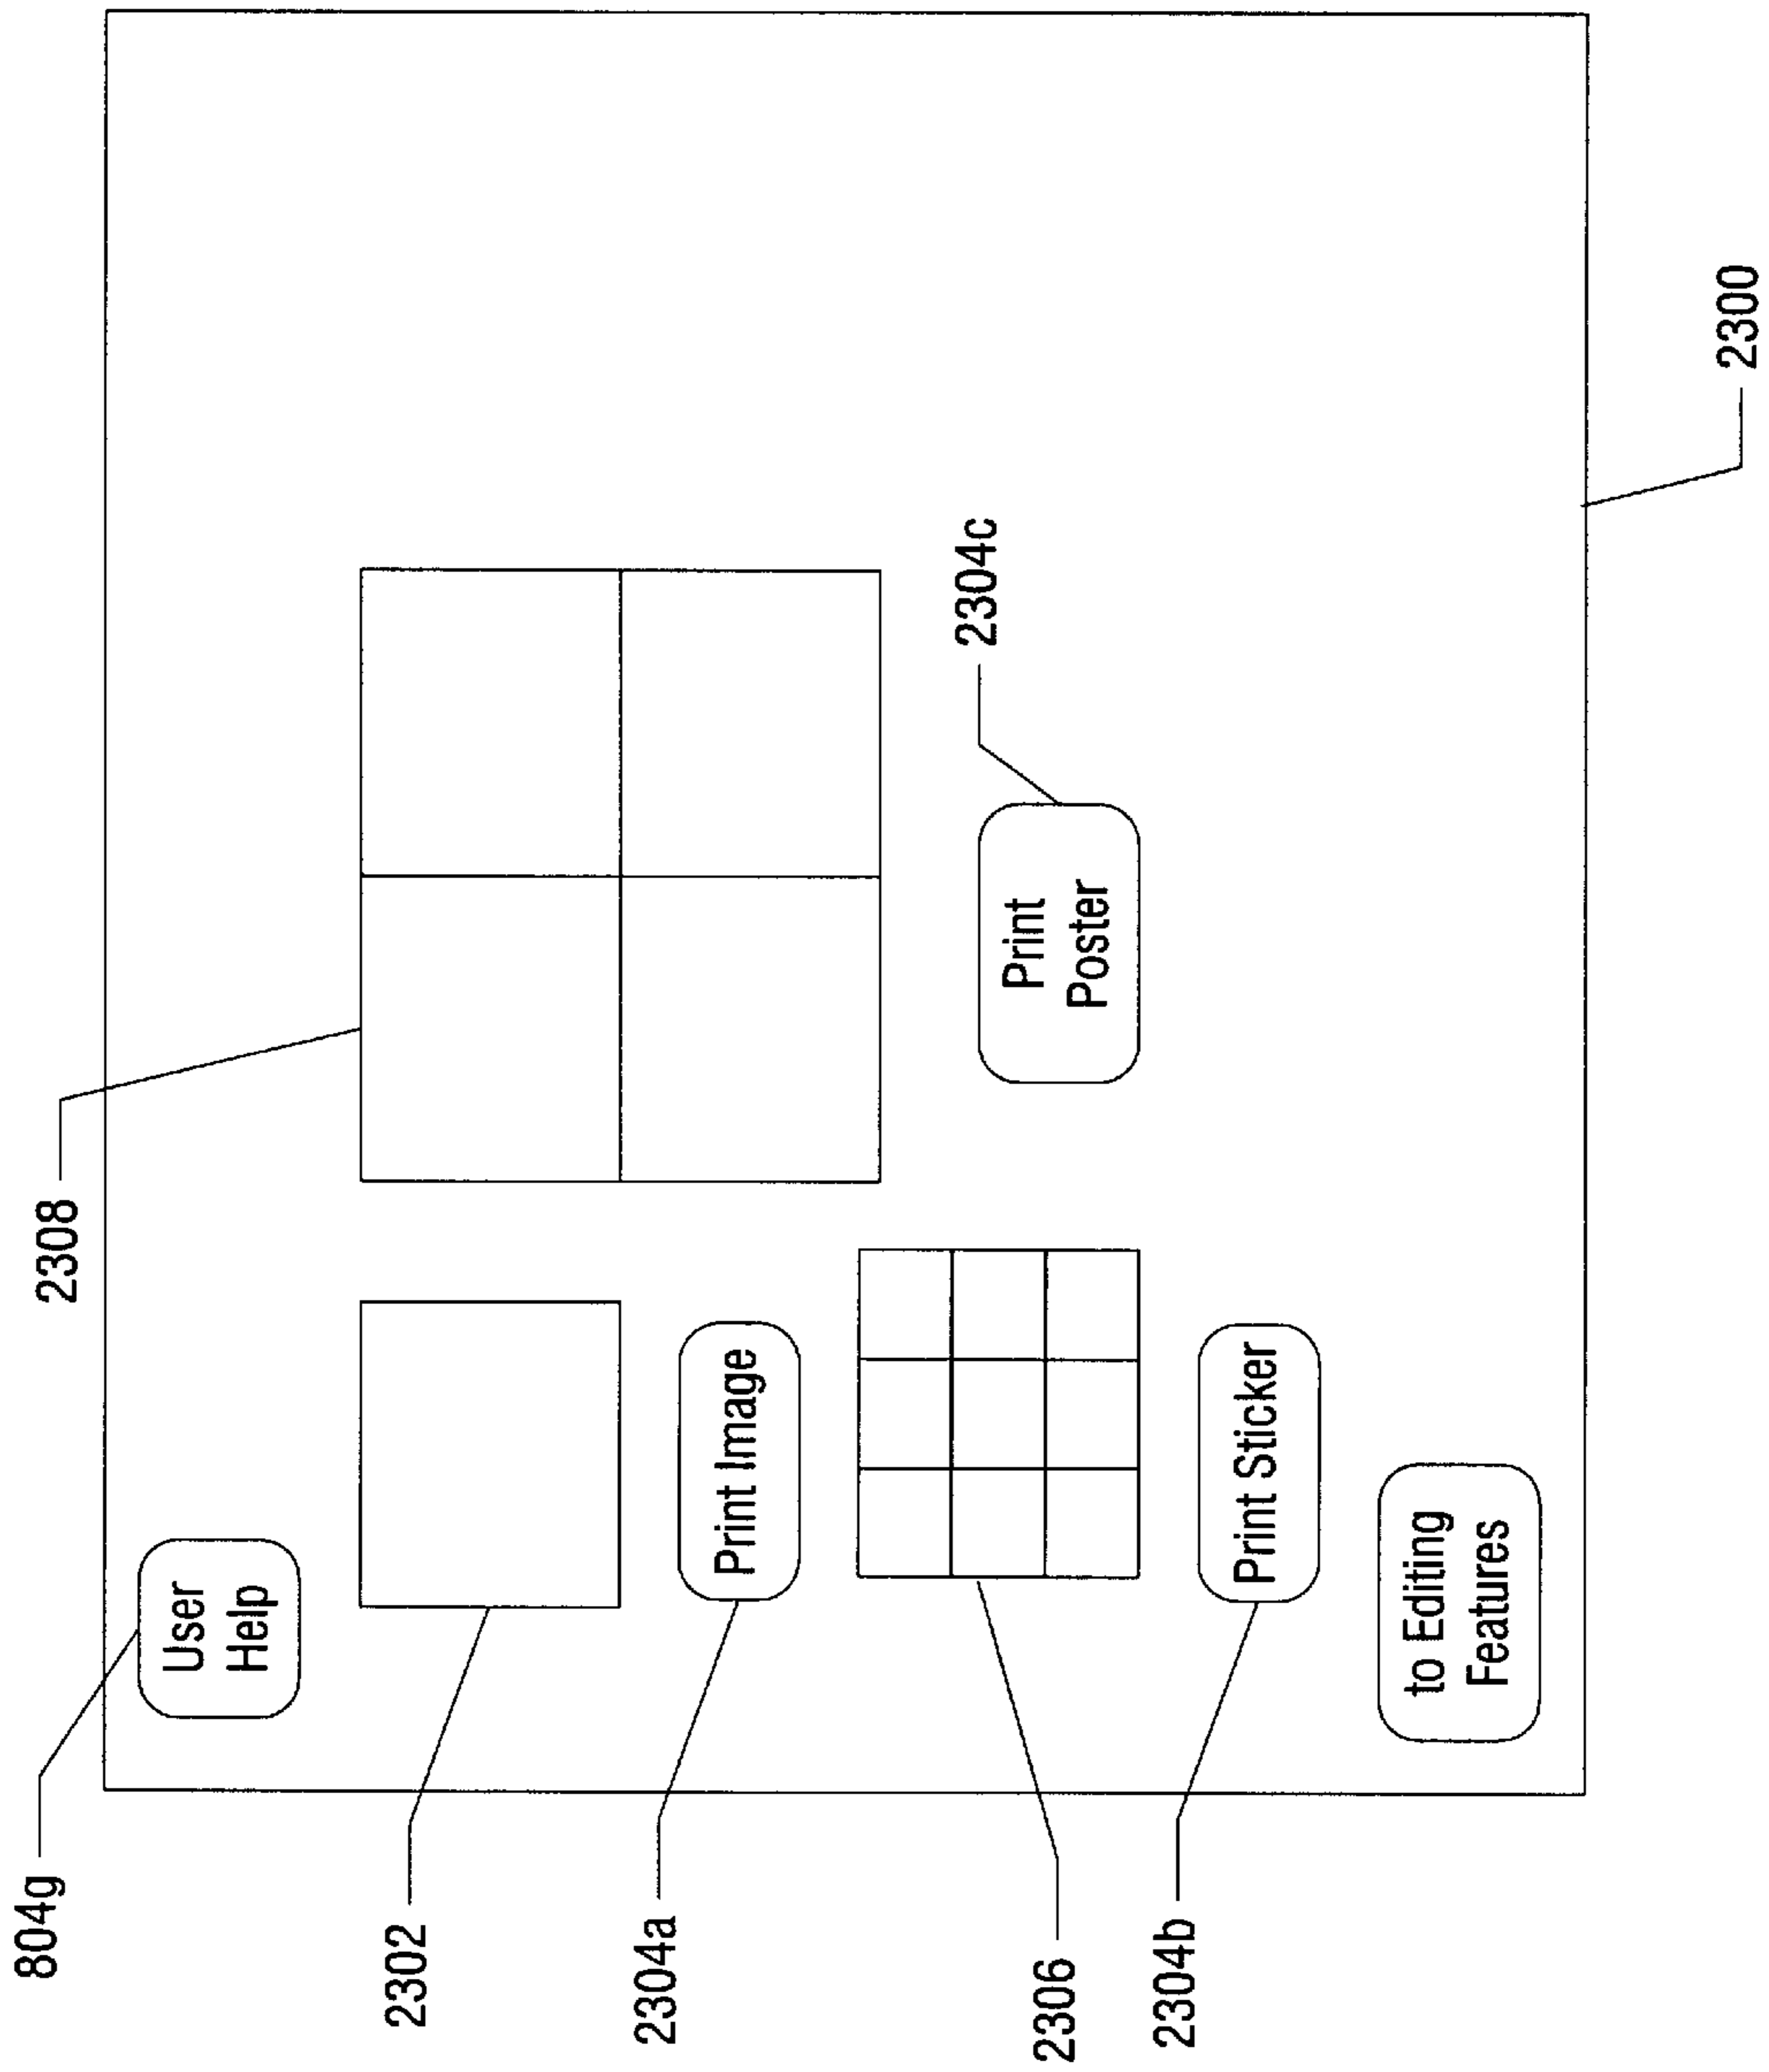 804g
User
Help
2308
2302
2304a
Print Image
2304c
Print
Poster
2306
2304b
Print Sticker
to Editing
Features
2300